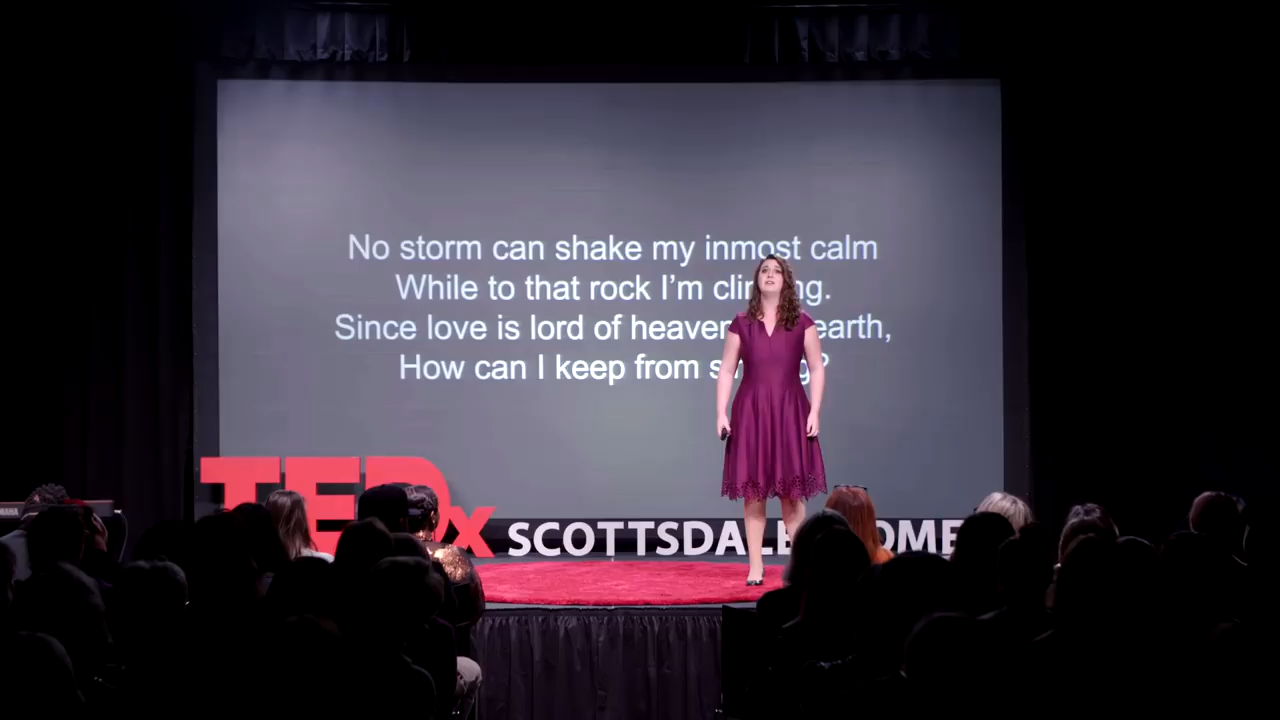 No storm can shake my inmost calm
While to that rock I'm
Since love is lord of earth,
How can I keep from
TEDx SCOTTSDALE